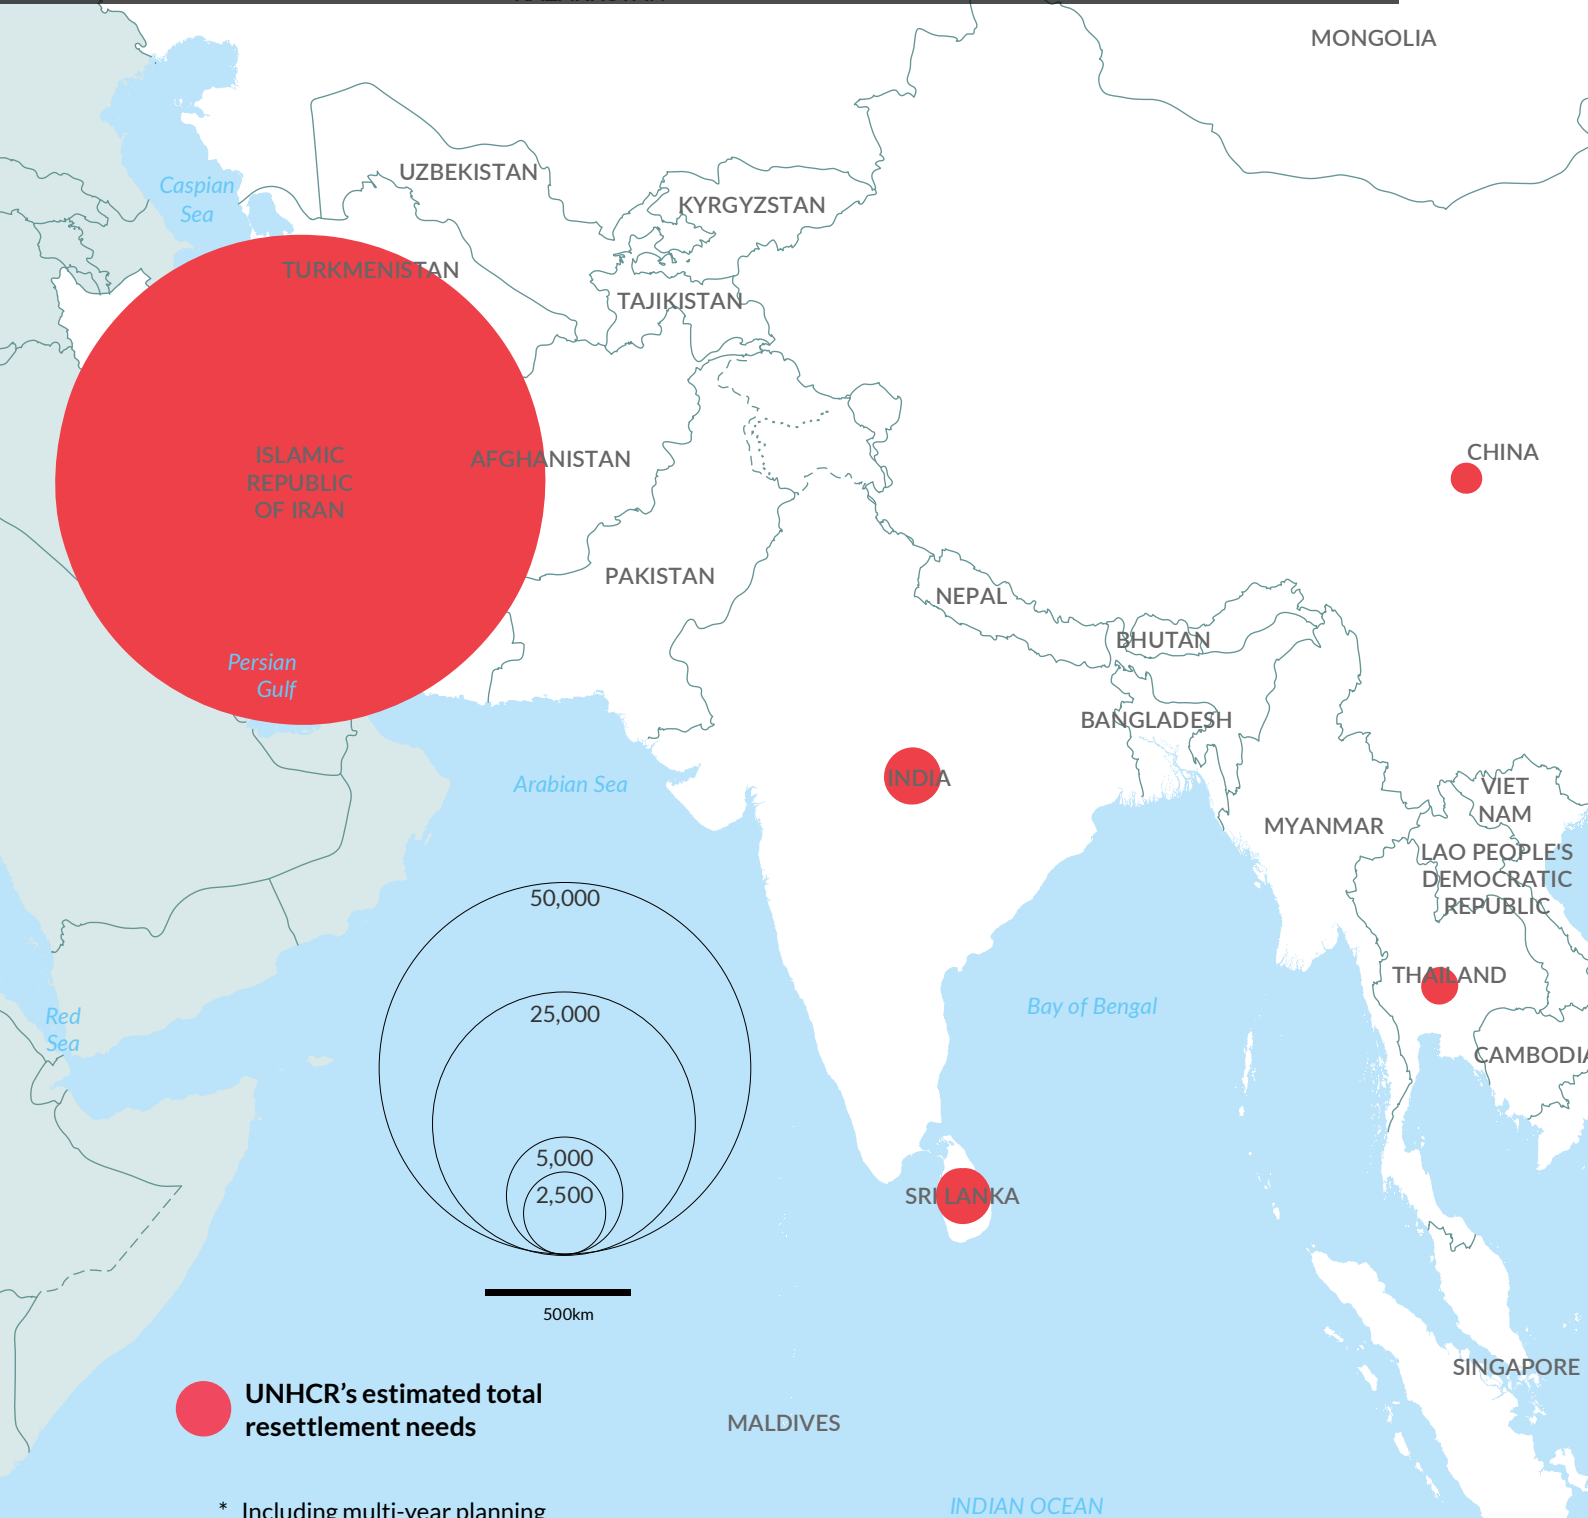 MONGOLIA
UZBEKISTAN
Caspian
Sea
KYRGYZSTAN
TURKMENISTAN
TAJIKISTAN
ISLAMIC
REPUBLIC
OF IRAN
AFGHANISTAN
CHINA
PAKISTAN
NEPAL
BHUTAN
Persian
Gulf
BANGLADESH
Arabian Sea
INDIA
VIET
NAM
MYANMAR
LAO PEOPLE'S
DEMOCRATIC
REPUBLIC
50,000
THAILAND
25,000
Bay of Bengal
Red
Sea
CAMBODIA
5,000
2,500
SRI LANKA
500km
SINGAPORE
UNHCR’s estimated total
resettlement needs
MALDIVES
* Including multi-year planning
INDIAN OCEAN